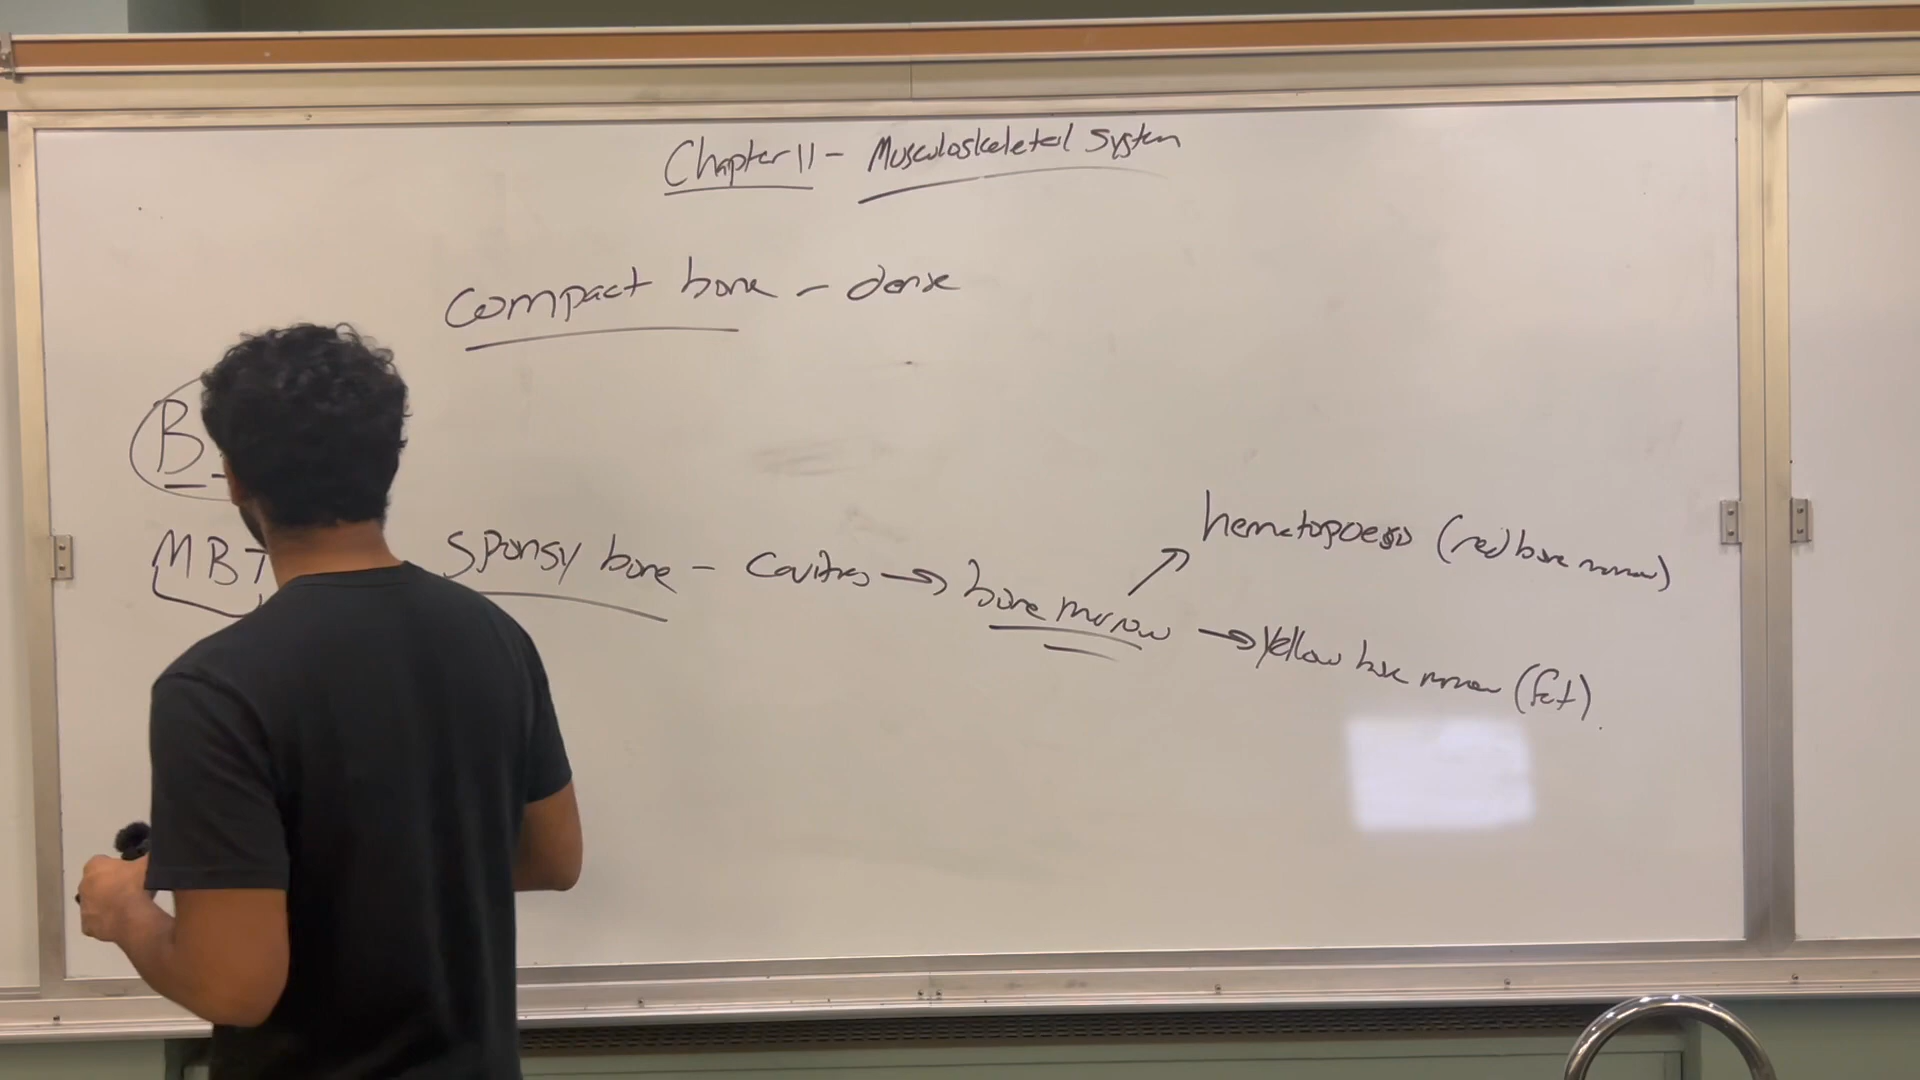 Chapter 11 - Musculoskeletal System
Compact bone - dense
B
MBT
Spongy bone - Cavities → bone marrow
hematopoesis (red bone marrow)
→ Yellow bone marrow (fat)